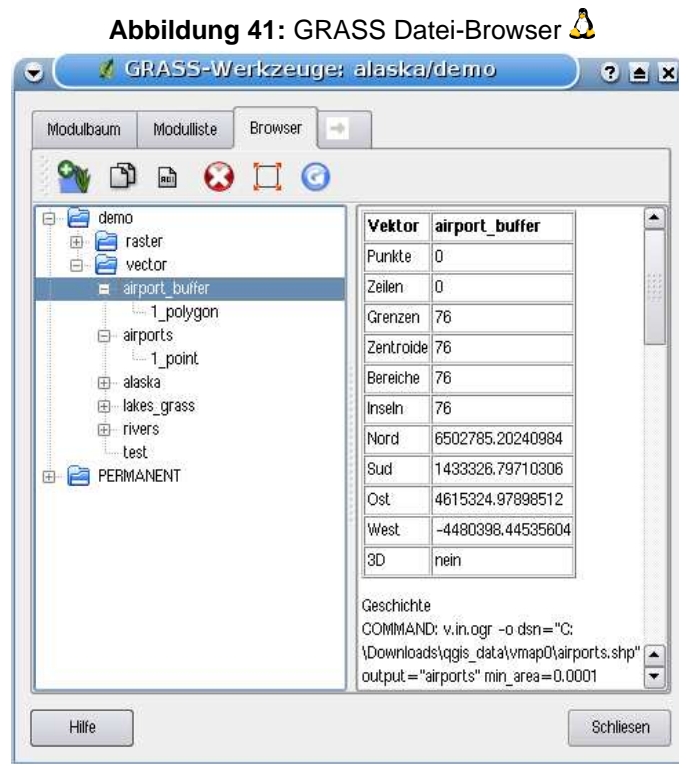 Abbildung 41: GRASS Datei-Browser
GRASS-Werkzeuge: alaska/demo
Modulbaum Modulliste Browser
demo
raster
vector
airport_buffer
1_polygon
airports
1_point
alaska
lakes_grass
rivers
test
PERMANENT
Vektor airport_buffer
Punkte 0
Zeilen 0
Grenzen 76
Zentroide 76
Bereiche 76
Inseln 76
Nord 6502785.20240984
Sud 1433326.79710306
Ost 4615324.97898512
West -4480398.44535604
3D nein
Geschichte
COMMAND: v.in.ogr -o dsn="C:
\Downloads\qgis_data\vmap0\airports.shp"
output="airports" min_area=0.0001
Hilfe Schliesen